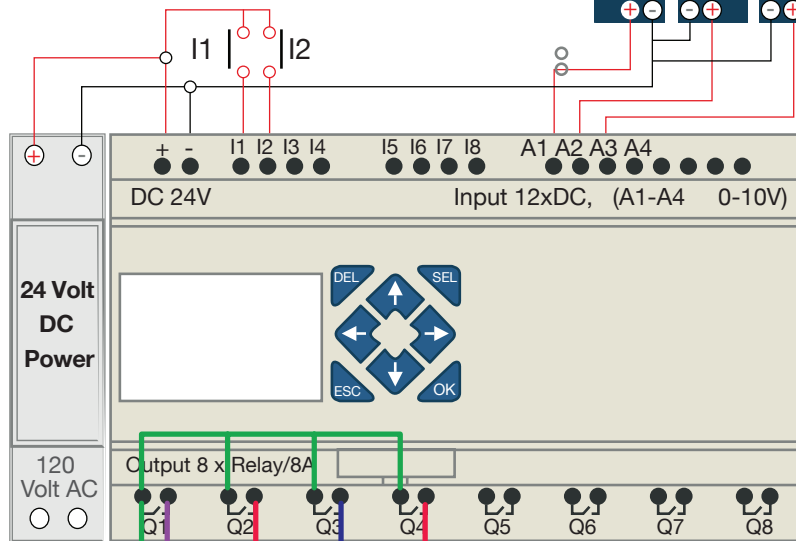 + - + - + - +
I1 I2
+ - + - I1 I2 I3 I4 I5 I6 I7 I8 A1 A2 A3 A4
DC 24V Input 12xDC, (A1-A4 0-10V)
24 Volt
DC
Power
DEL SEL
ESC OK
120
Volt AC
Output 8 x Relay/8A
Q1 Q2 Q3 Q4 Q5 Q6 Q7 Q8